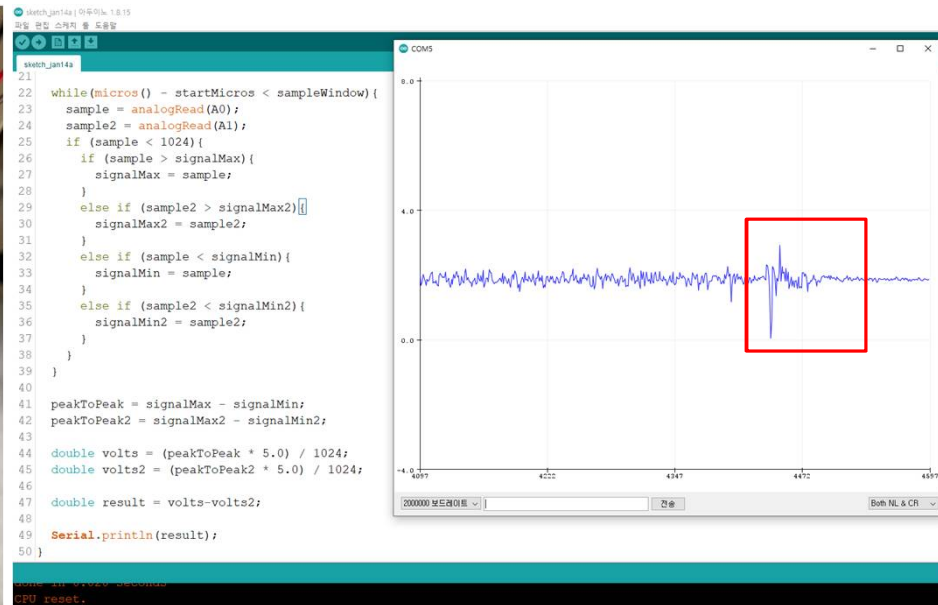 sketch_jan14a | 아두이노 1.8.15
파일 편집 스케치 툴 도움말
sketch_jan14a
21
22 while(micros() - startMicros < sampleWindow){
23 sample = analogRead(A0);
24 sample2 = analogRead(A1);
25 if (sample < 1024){
26 if (sample > signalMax){
27 signalMax = sample;
28 }
29 else if (sample2 > signalMax2){
30 signalMax2 = sample2;
31 }
32 else if (sample < signalMin){
33 signalMin = sample;
34 }
35 else if (sample2 < signalMin2){
36 signalMin2 = sample2;
37 }
38 }
39 }
40
41 peakToPeak = signalMax - signalMin;
42 peakToPeak2 = signalMax2 - signalMin2;
43
44 double volts = (peakToPeak * 5.0) / 1024;
45 double volts2 = (peakToPeak2 * 5.0) / 1024;
46
47 double result = volts-volts2;
48
49 Serial.println(result);
50 }
COM5
8.0
4.0
0.0
-4.0
4097 4222 4347 4472 4597
2000000 보드레이트 전송 Both NL & CR
done in 0.020 seconds
CPU reset.